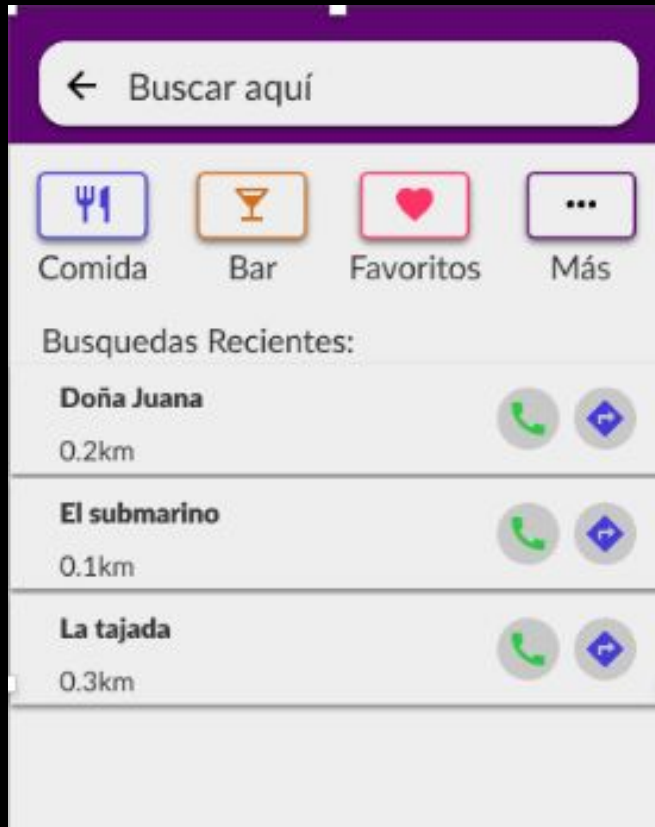 Buscar aquí
Comida Bar Favoritos Más
Busquedas Recientes:
Doña Juana
0.2km
El submarino
0.1km
La tajada
0.3km